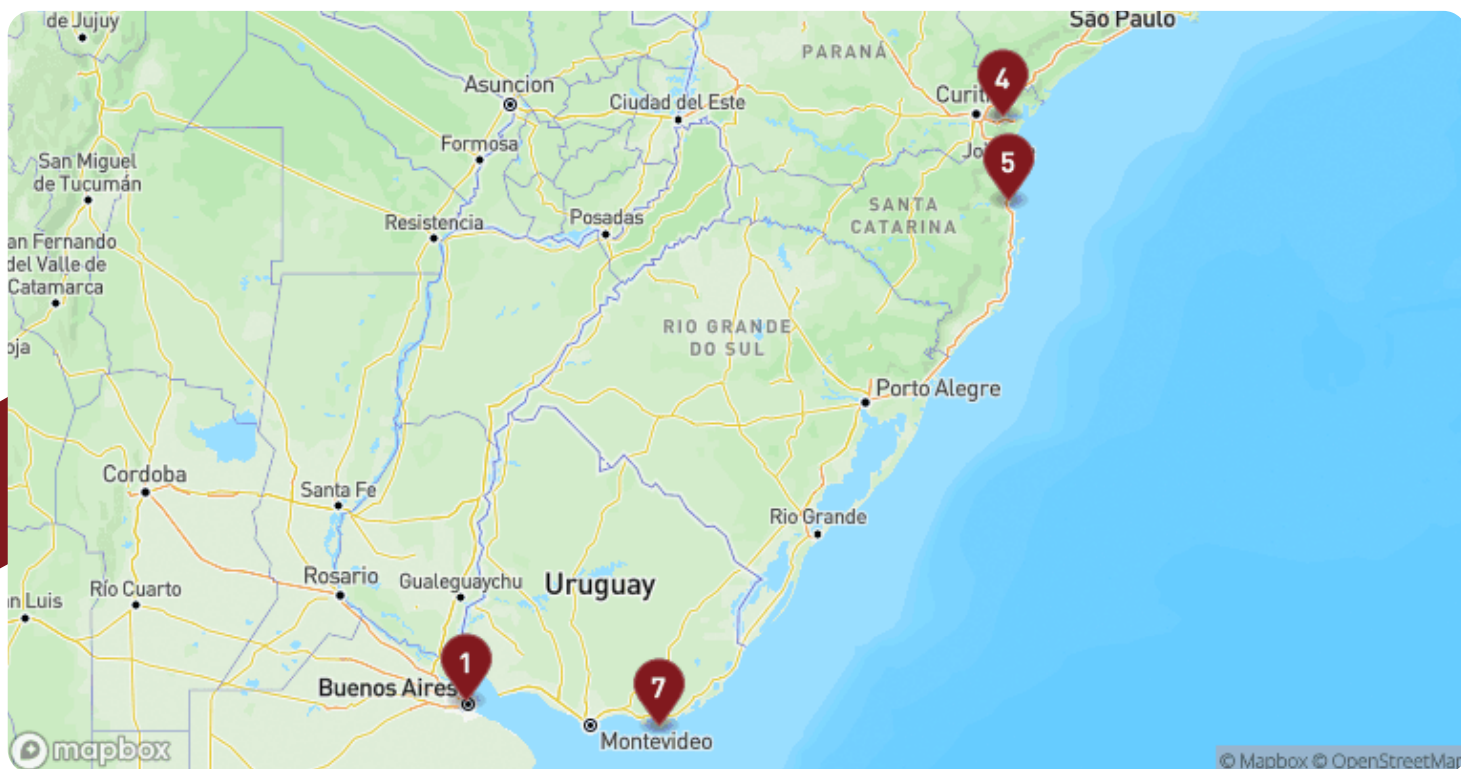 de Jujuy
São Paulo
PARANÁ
4
Asuncion
Curiti
Ciudad del Este
Formosa
5
San Miguel
de Tucumán
SANTA
CATARINA
Resistencia
Posadas
an Fernando
del Valle de
Catamarca
RIO GRANDE
DO SUL
oja
Porto Alegre
Cordoba
Santa Fe
Rio Grande
Rosario
Gualeguaychu
Uruguay
Río Cuarto
n Luis
1
Buenos Aires
7
Montevideo
mapbox
© Mapbox © OpenStreetMap